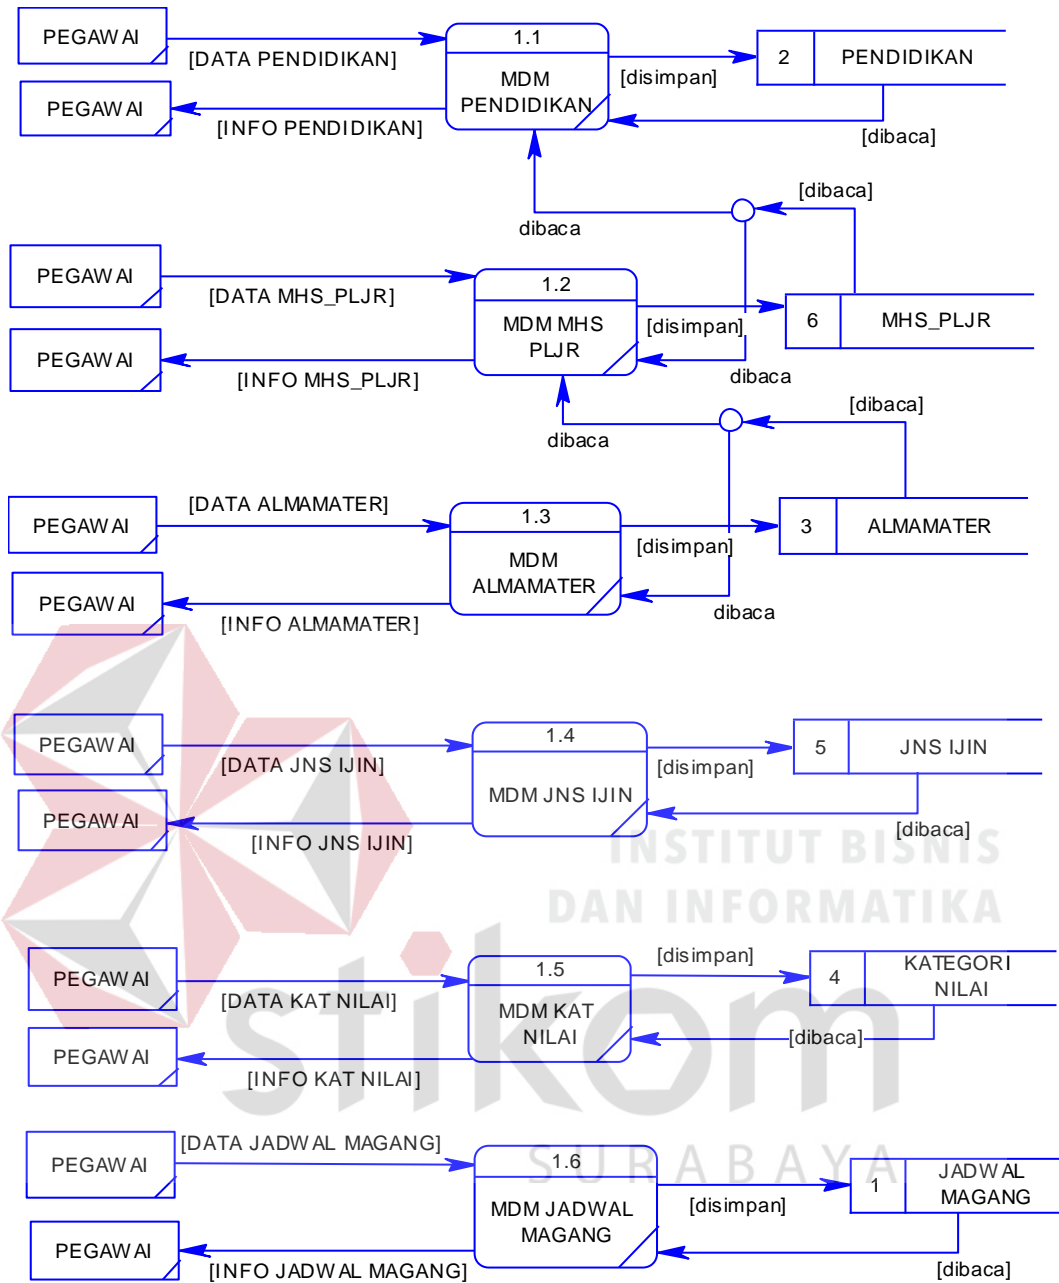 PEGAWAI
[DATA PENDIDIKAN]
1.1
MDM
PENDIDIKAN
[disimpan]
2
PENDIDIKAN
PEGAWAI
[INFO PENDIDIKAN]
[dibaca]
[dibaca]
dibaca
PEGAWAI
[DATA MHS_PLJR]
1.2
MDM MHS
PLJR
[disimpan]
6
MHS_PLJR
PEGAWAI
[INFO MHS_PLJR]
dibaca
[dibaca]
dibaca
PEGAWAI
[DATA ALMAMATER]
1.3
MDM
ALMAMATER
[disimpan]
3
ALMAMATER
PEGAWAI
[INFO ALMAMATER]
dibaca
PEGAWAI
[DATA JNS IJIN]
1.4
MDM JNS IJIN
[disimpan]
5
JNS IJIN
PEGAWAI
[INFO JNS IJIN]
[dibaca]
INSTITUT BISNIS
DAN INFORMATIKA
stikom
SURABAYA
PEGAWAI
[DATA KAT NILAI]
1.5
MDM KAT
NILAI
[disimpan]
4
KATEGORI
NILAI
PEGAWAI
[INFO KAT NILAI]
[dibaca]
PEGAWAI
[DATA JADWAL MAGANG]
1.6
MDM JADWAL
MAGANG
[disimpan]
1
JADWAL
MAGANG
PEGAWAI
[INFO JADWAL MAGANG]
[dibaca]